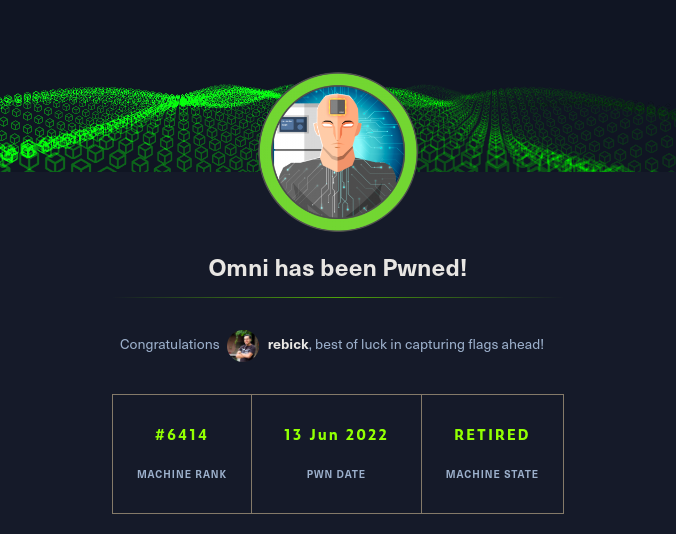 Omni has been Pwned!
Congratulations rebick, best of luck in capturing flags ahead!
#6414 13 Jun 2022 RETIRED
MACHINE RANK PWN DATE MACHINE STATE